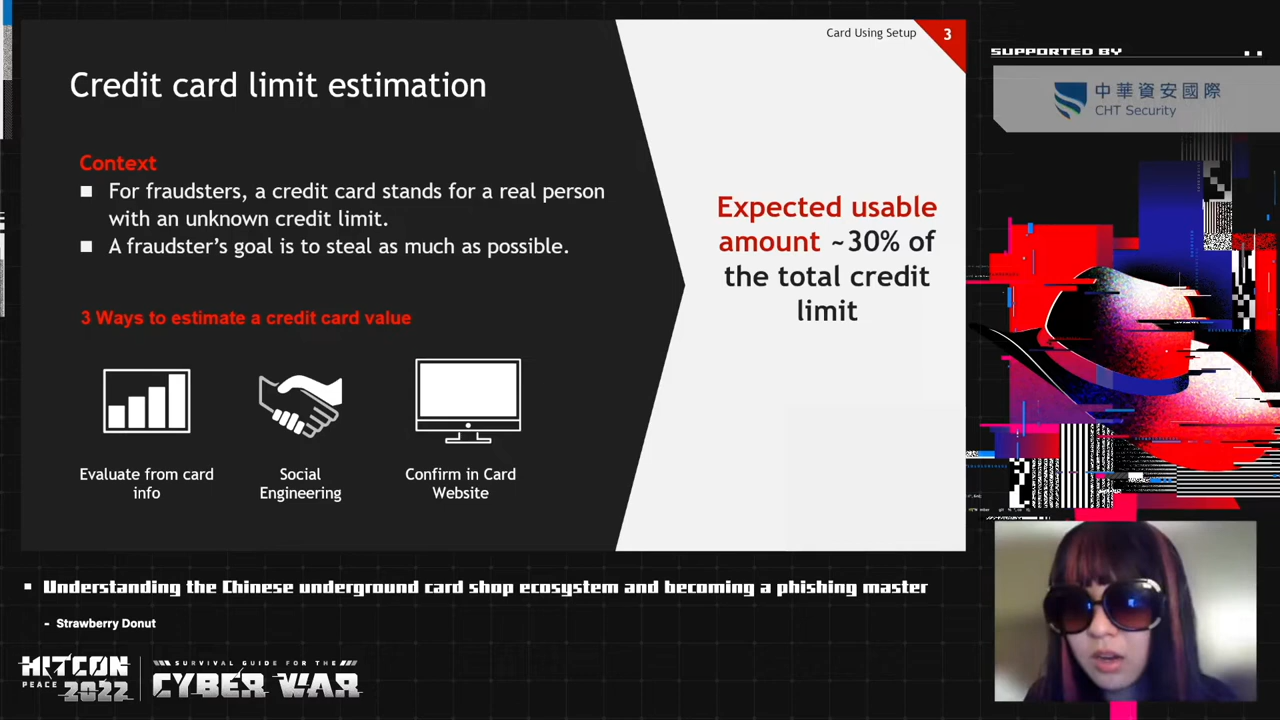 Card Using Setup
3
Credit card limit estimation
Context
■ For fraudsters, a credit card stands for a real person
with an unknown credit limit.
■ A fraudster's goal is to steal as much as possible.
3 Ways to estimate a credit card value
Evaluate from card
info
Social
Engineering
Confirm in Card
Website
Expected usable
amount ~30% of
the total credit
limit
SUPPORTED BY
中華資安國際
CHT Security
▪ Understanding the Chinese underground card shop ecosystem and becoming a phishing master
- Strawberry Donut
HITCON
PEACE 2022
SURVIVAL GUIDE FOR THE
CYBER WAR